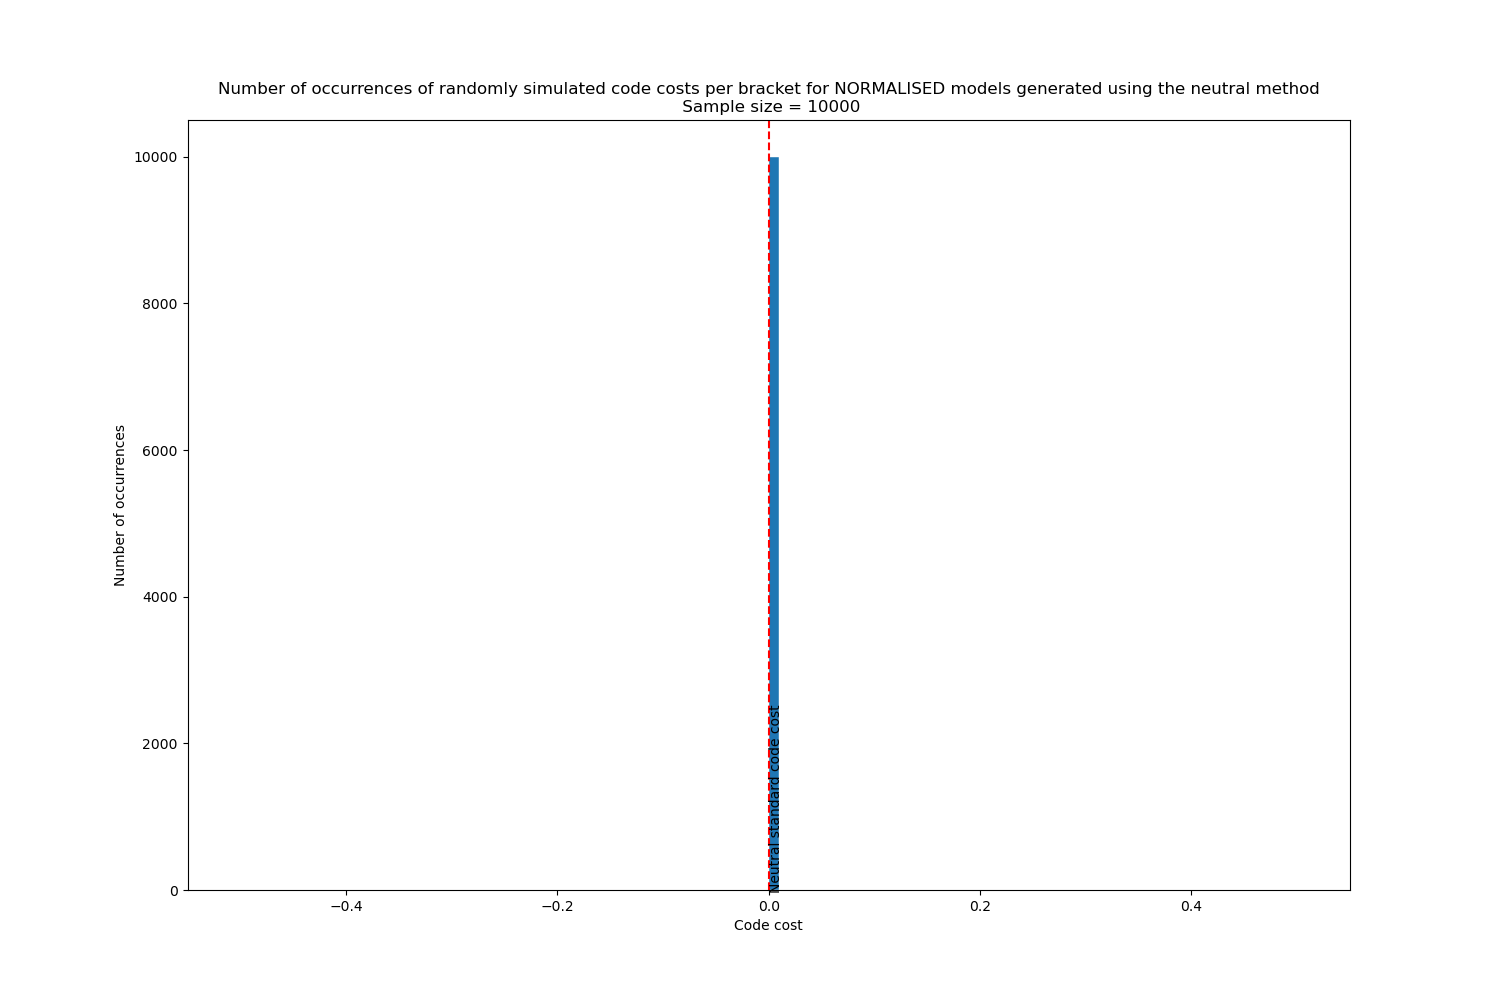 Number of occurrences of randomly simulated code costs per bracket for NORMALISED models generated using the neutral method
Sample size = 10000
10000
8000
6000
4000
2000
0
Number of occurrences
Neutral standard code cost
−0.4
−0.2
0.0
0.2
0.4
Code cost